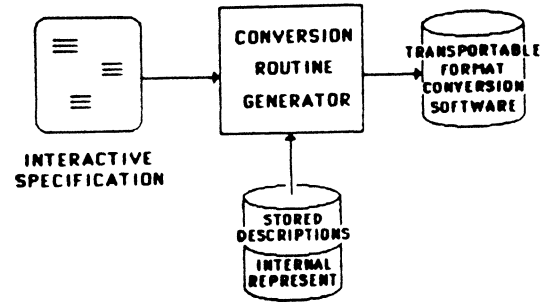 CONVERSION
ROUTINE
GENERATOR
TRANSPORTABLE
FORMAT
CONVERSION
SOFTWARE
INTERACTIVE
SPECIFICATION
STORED
DESCRIPTIONS
INTERNAL
REPRESENT